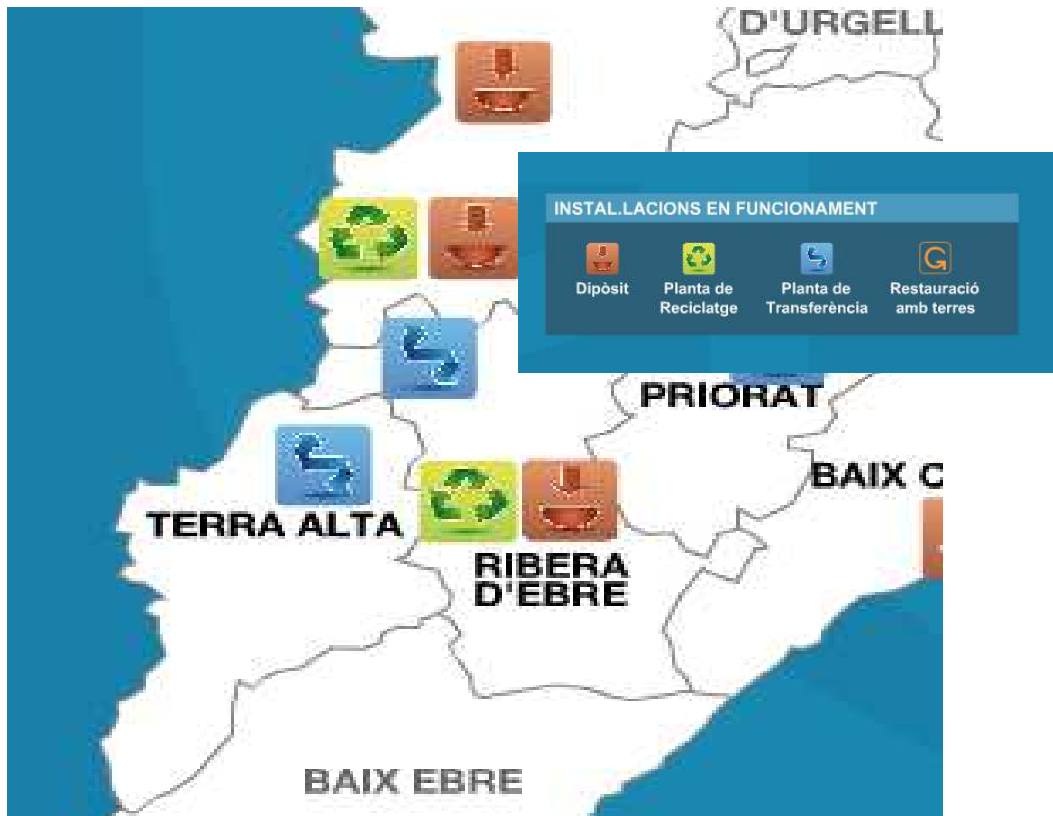 D'URGELL
INSTAL.LACIONS EN FUNCIONAMENT
Dipòsit
Planta de
Reciclatge
Planta de
Transferència
Restauració
amb terres
PRIORAT
BAIX C
TERRA ALTA
RIBERA
D'EBRE
BAIX EBRE